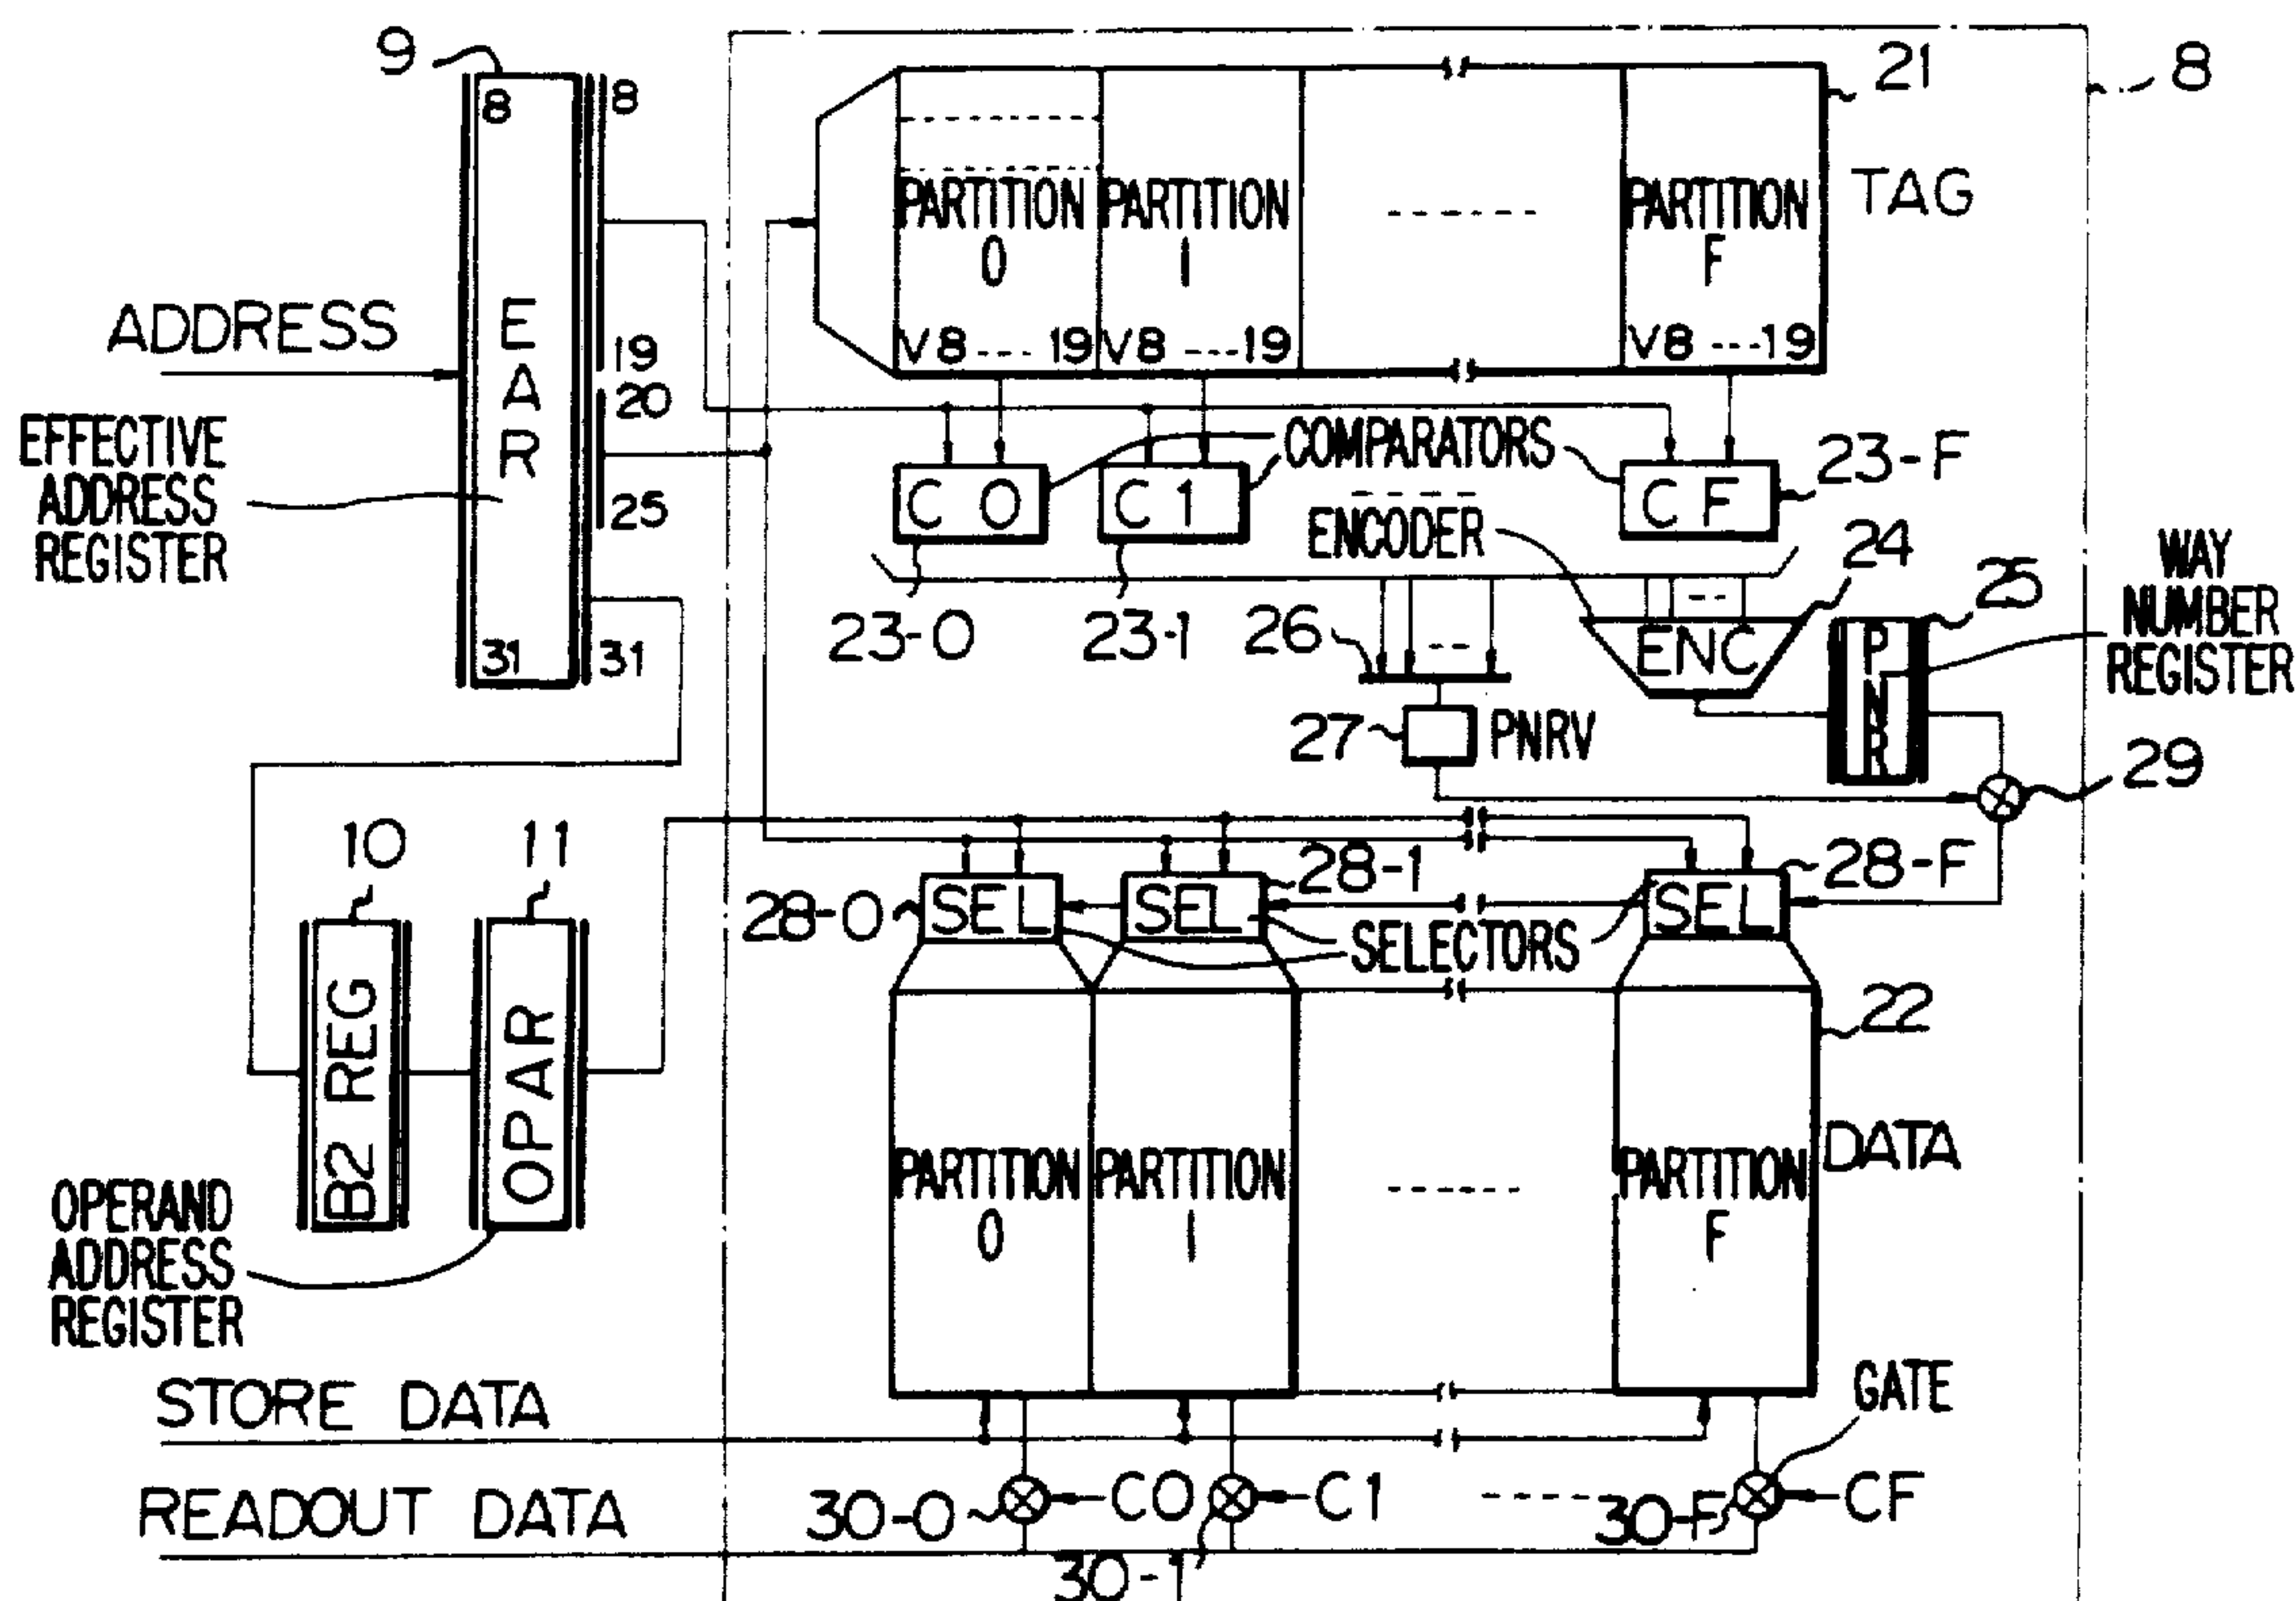 9
8
8
21
8
TAG
PARTITION
0
PARTITION
1
PARTITION
F
ADDRESS
E
A
R
V8 --- 19
V8 --- 19
V8 --- 19
19
20
25
EFFECTIVE
ADDRESS
REGISTER
COMPARATORS
C 0
C 1
C F
23-F
ENCODER
24
WAY
NUMBER
REGISTER
25
23-0
23-1
26
ENC
PNR
31
31
27
PNRV
29
10
11
28-0
SEL
SEL
28-1
SEL
28-F
SELECTORS
B2 REG
OPAR
22
DATA
PARTITION
0
PARTITION
1
PARTITION
F
OPERAND
ADDRESS
REGISTER
STORE DATA
GATE
READOUT DATA
30-0
C0
30-1
C1
30-F
CF